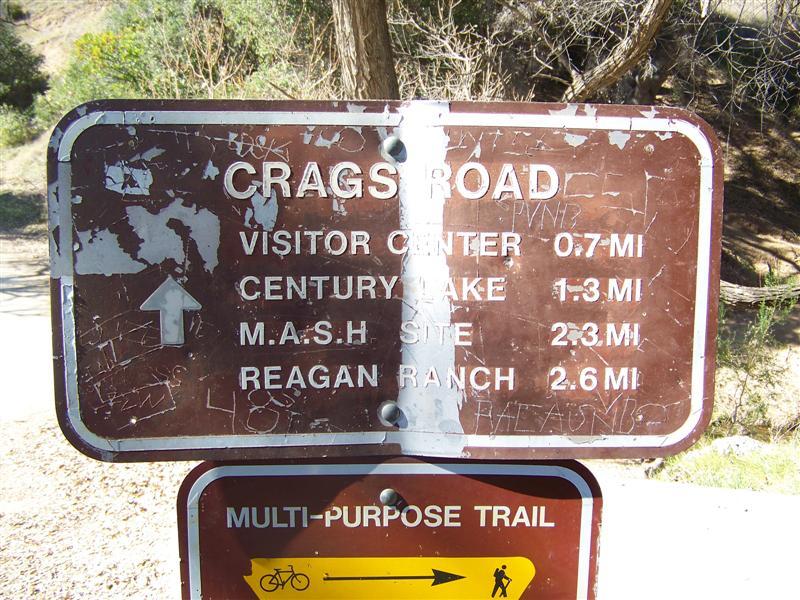 CRAGS ROAD
VISITOR CENTER 0.7 MI
CENTURY LAKE 1.3 MI
M.A.S.H SITE 2.3 MI
REAGAN RANCH 2.6 MI
MULTI-PURPOSE TRAIL